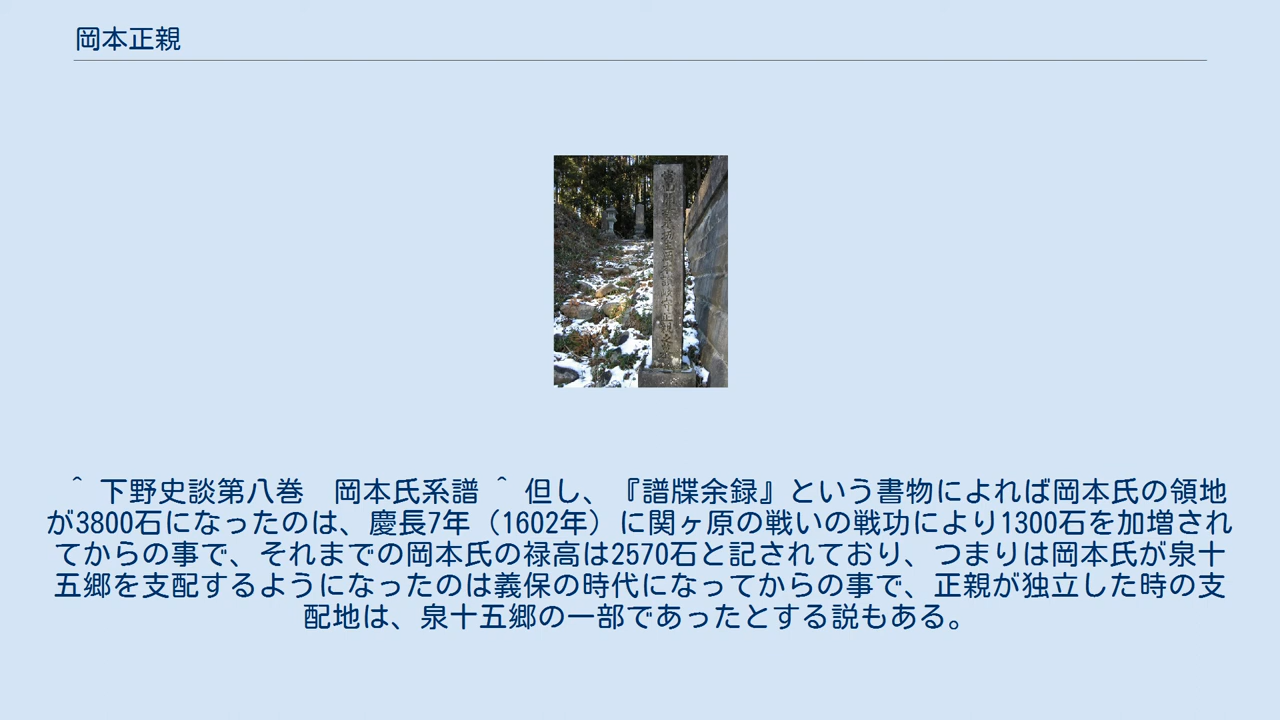 岡本正親
^ 下野史談第八巻　岡本氏系譜 ^ 但し、『譜牒余録』という書物によれば岡本氏の領地
が3800石になったのは、慶長7年（1602年）に関ヶ原の戦いの戦功により1300石を加増され
てからの事で、それまでの岡本氏の禄高は2570石と記されており、つまりは岡本氏が泉十
五郷を支配するようになったのは義保の時代になってからの事で、正親が独立した時の支
配地は、泉十五郷の一部であったとする説もある。